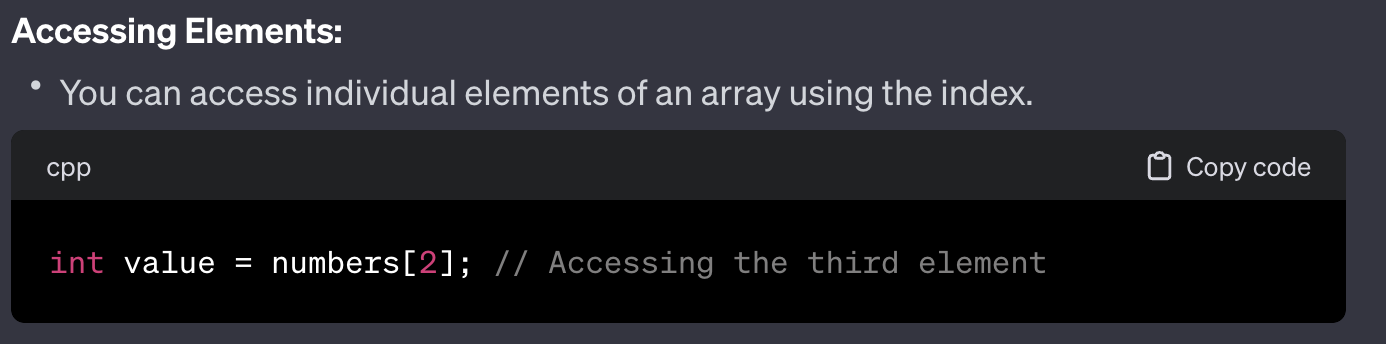 Accessing Elements:
• You can access individual elements of an array using the index.
cpp Copy code
int value = numbers[2]; // Accessing the third element